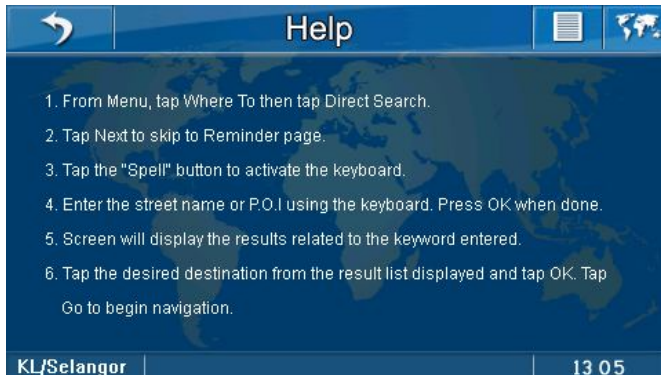 Help
1. From Menu, tap Where To then tap Direct Search.
2. Tap Next to skip to Reminder page.
3. Tap the "Spell" button to activate the keyboard.
4. Enter the street name or P.O.I using the keyboard. Press OK when done.
5. Screen will display the results related to the keyword entered.
6. Tap the desired destination from the result list displayed and tap OK. Tap
Go to begin navigation.
KL/Selangor
13 05